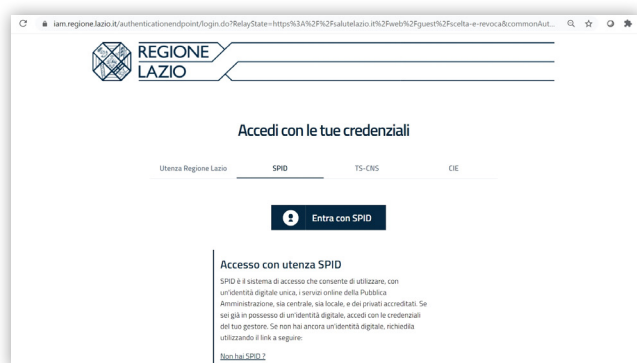 iam.regione.lazio.it/authenticationendpoint/login.do?RelayState=https%3A%2F%2Fsalutelazio.it%2Fweb%2Fguest%2Fscelta-e-revoca&commonAut...
REGIONE
LAZIO
Accedi con le tue credenziali
Utenza Regione Lazio SPID TS-CNS CIE
Entra con SPID
Accesso con utenza SPID
SPID è il sistema di accesso che consente di utilizzare, con
un'identità digitale unica, i servizi online della Pubblica
Amministrazione, sia centrale, sia locale, e dei privati accreditati. Se
sei già in possesso di un'identità digitale, accedi con le credenziali
del tuo gestore. Se non hai ancora un'identità digitale, richiedila
utilizzando il link a seguire:
Non hai SPID ?